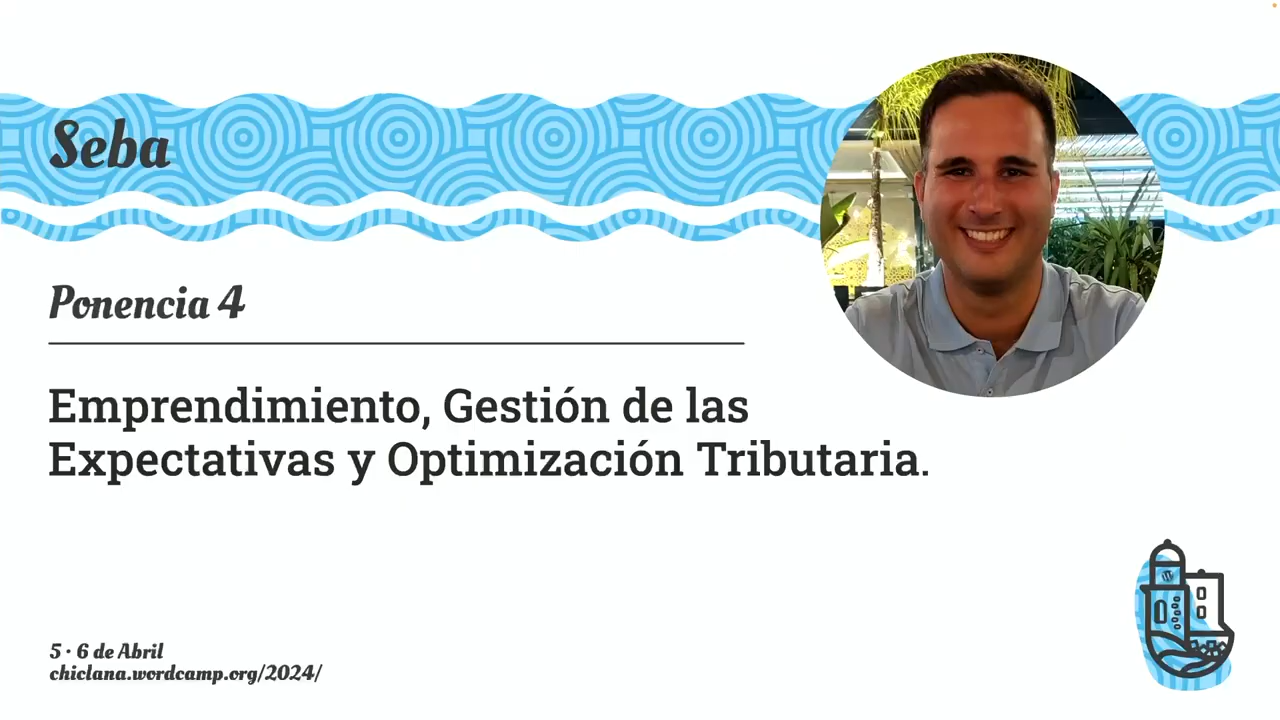 Seba
Ponencia 4
Emprendimiento, Gestión de las
Expectativas y Optimización Tributaria.
5 · 6 de Abril
chiclana.wordcamp.org/2024/